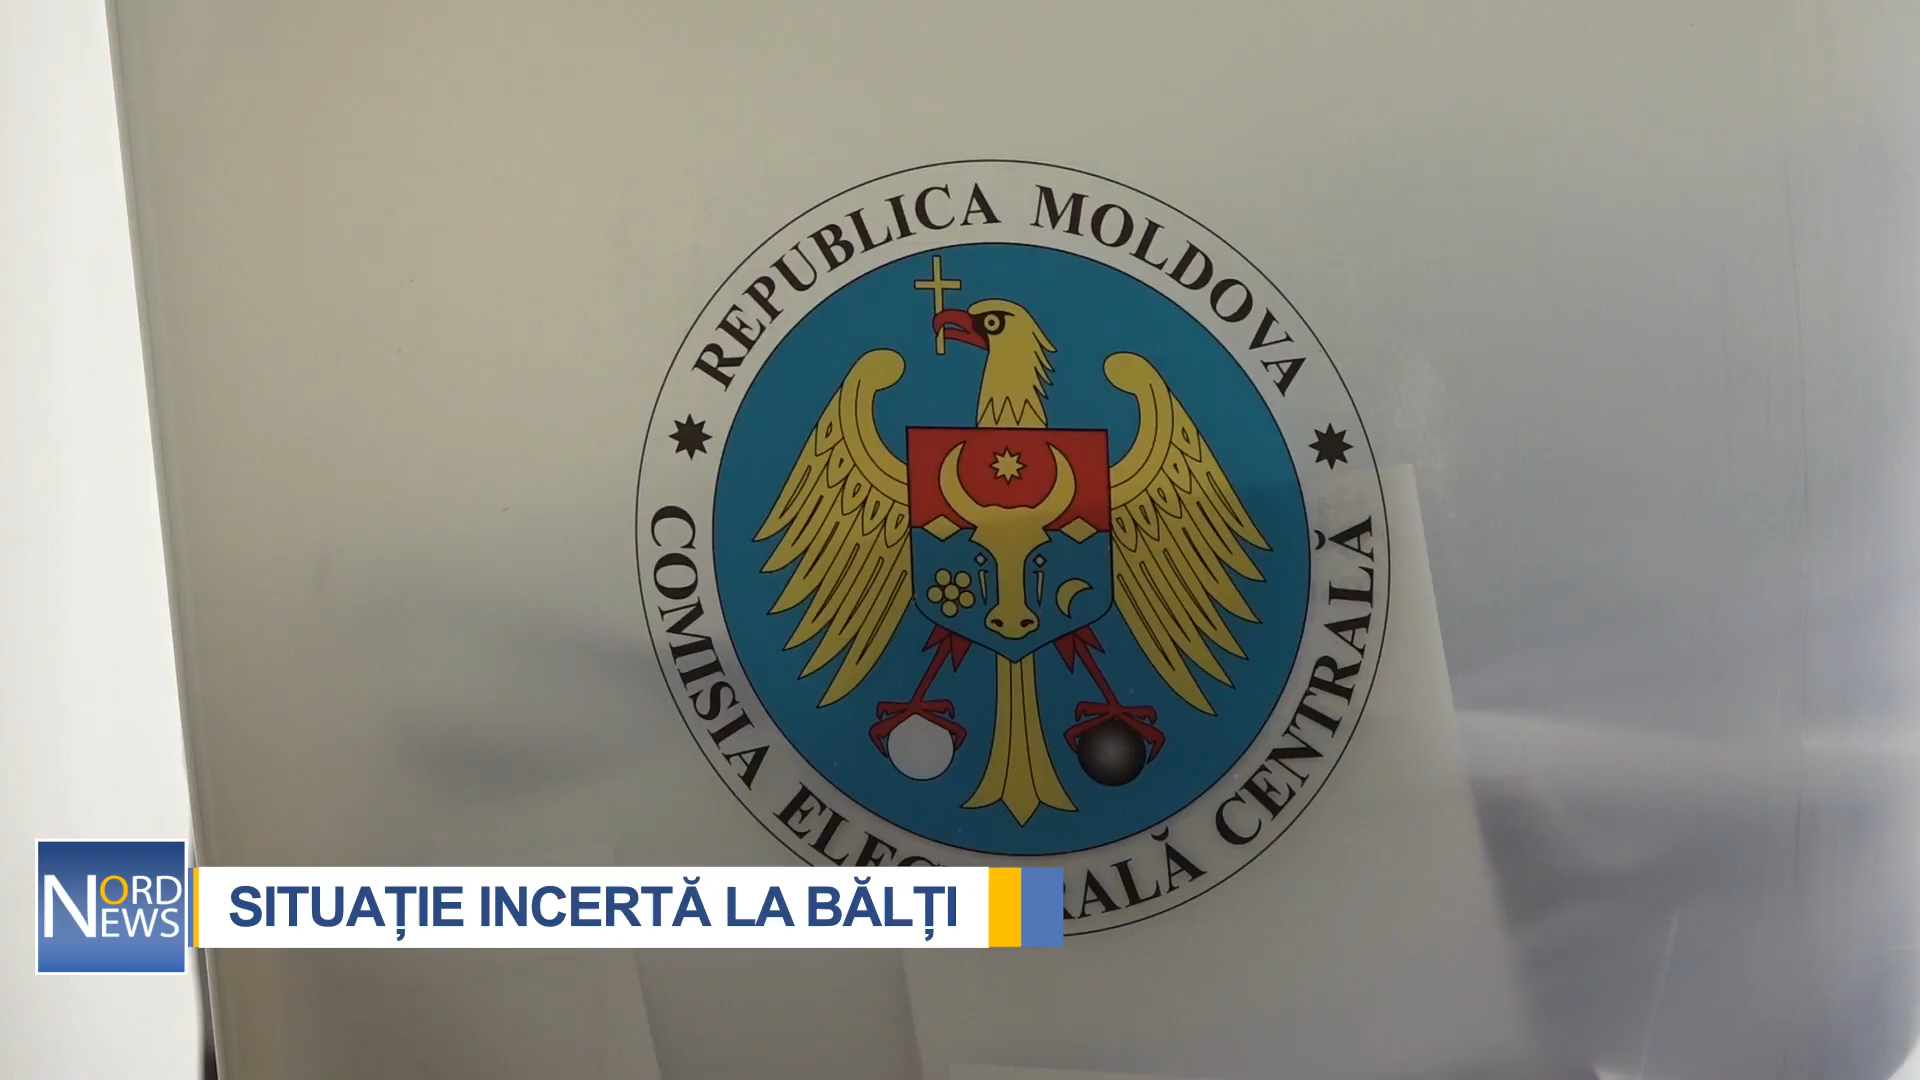 REPUBLICA MOLDOVA
COMISIA CENTRALĂ
NORD
NEWS
SITUAȚIE INCERTĂ LA BĂLȚI